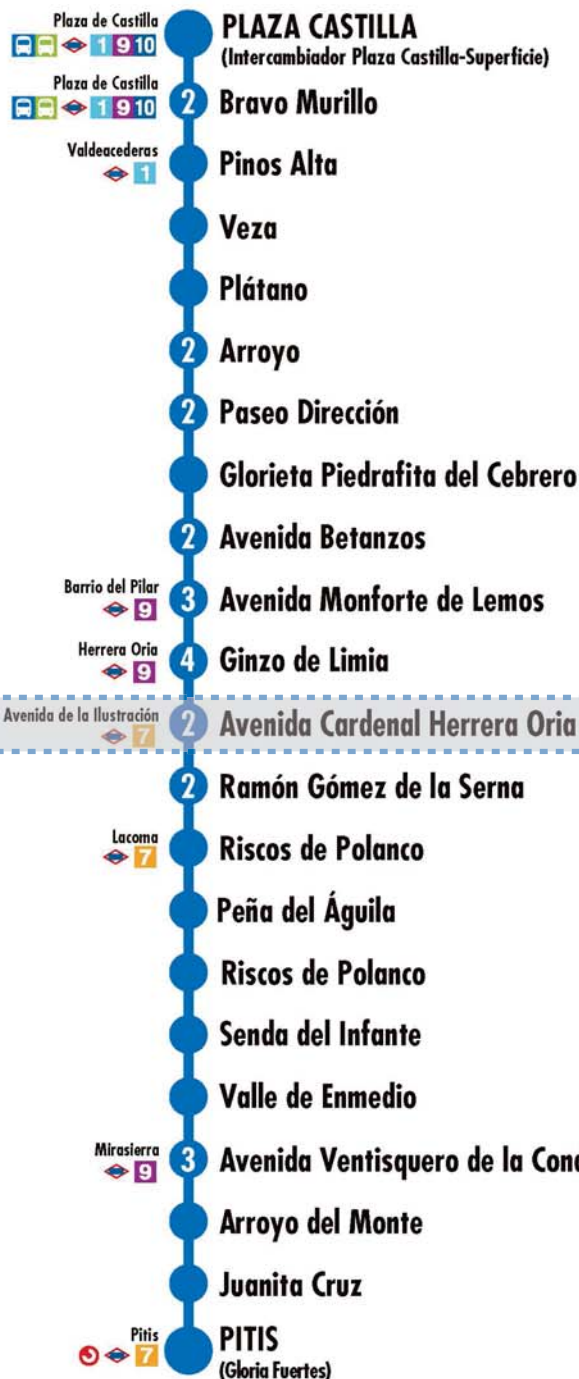 Plaza de Castilla
1 9 10
PLAZA CASTILLA
(Intercambiador Plaza Castilla-Superficie)
Plaza de Castilla
1 9 10
2 Bravo Murillo
Valdeacederas
1
Pinos Alta
Veza
Plátano
2 Arroyo
2 Paseo Dirección
Glorieta Piedrafita del Cebrero
2 Avenida Betanzos
Barrio del Pilar
9
3 Avenida Monforte de Lemos
Herrera Oria
9
4 Ginzo de Limia
Avenida de la Ilustración
7
2 Avenida Cardenal Herrera Oria
2 Ramón Gómez de la Serna
Lacoma
7
Riscos de Polanco
Peña del Águila
Riscos de Polanco
Senda del Infante
Valle de Enmedio
Mirasierra
9
3 Avenida Ventisquero de la
Arroyo del Monte
Juanita Cruz
Pitis
7
PITIS
(Gloria Fuertes)